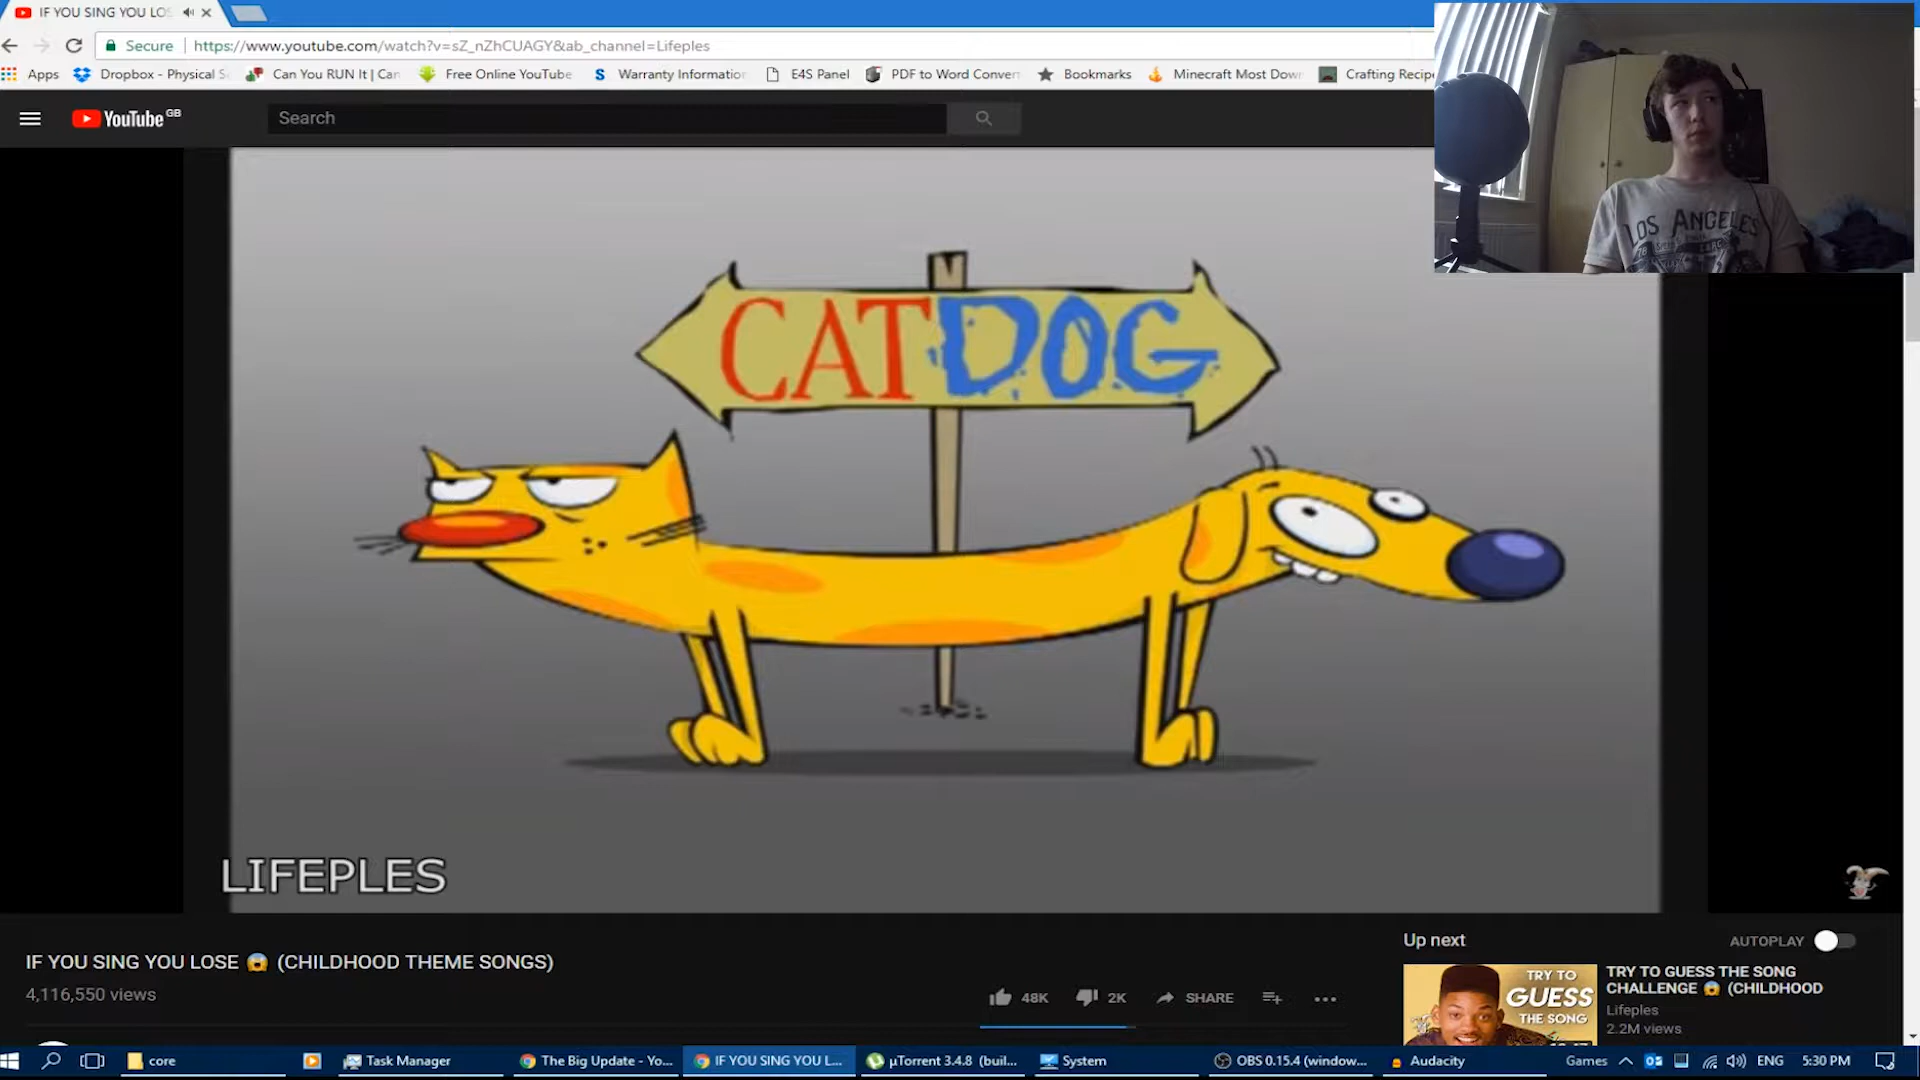 IF YOU SING YOU LOS
Secure
https://www.youtube.com/watch?v=sZ_nZhCUAGY&ab_channel=Lifeples
Apps
Dropbox - Physical S
Can You RUN It | Can
Free Online YouTube
S
Warranty Information
E4S Panel
PDF to Word Convert
Bookmarks
Minecraft Most Down
Crafting Recipe
YouTube GB
Search
LOS ANGELES
CATDOG
LIFEPLES
IF YOU SING YOU LOSE 😱 (CHILDHOOD THEME SONGS)
4,116,550 views
48K
2K
SHARE
Up next
AUTOPLAY
TRY TO
GUESS
THE SONG
TRY TO GUESS THE SONG
CHALLENGE 😱 (CHILDHOOD
Lifeples
2.2M views
core
Task Manager
The Big Update - Yo...
IF YOU SING YOU L...
µTorrent 3.4.8 (buil...
System
OBS 0.15.4 (window...
Audacity
Games
ENG
5:30 PM